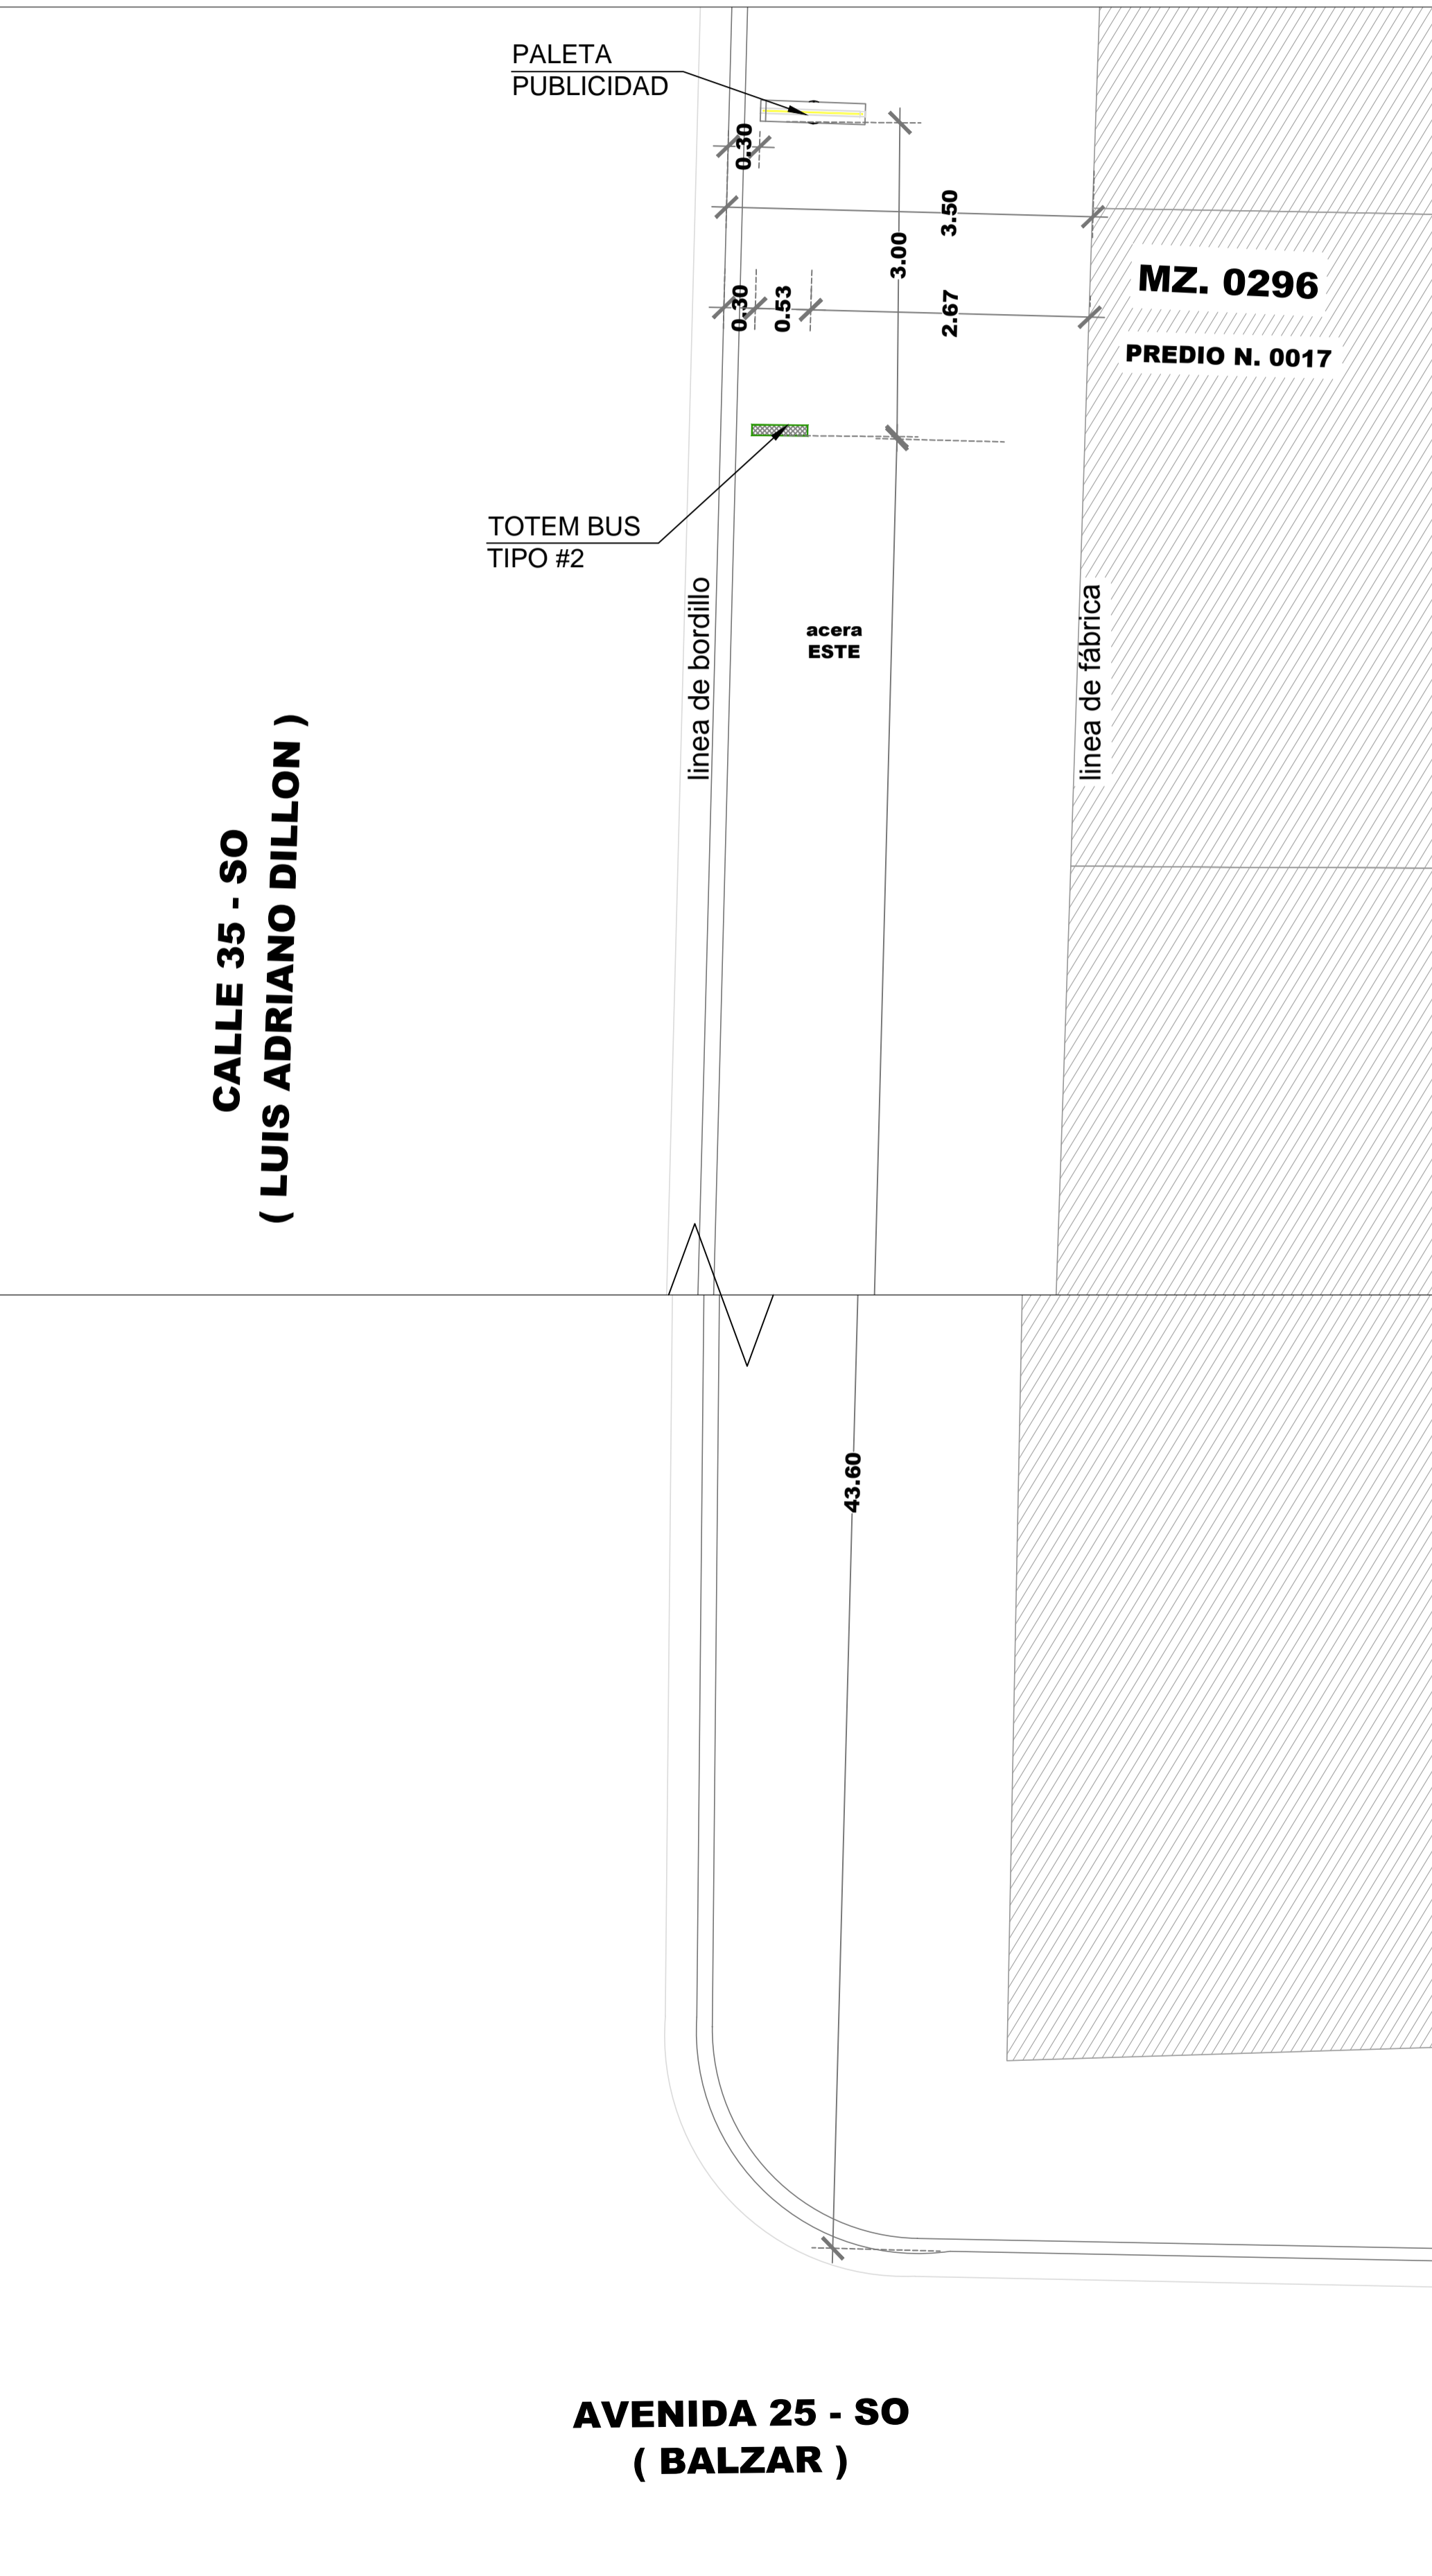 PALETA
PUBLICIDAD
0.30
3.50
3.00
MZ. 0296
0.30
0.53
2.67
PREDIO N. 0017
TOTEM BUS
TIPO #2
linea de bordillo
acera
ESTE
linea de fábrica
CALLE 35 - SO
( LUIS ADRIANO DILLON )
43.60
AVENIDA 25 - SO
( BALZAR )